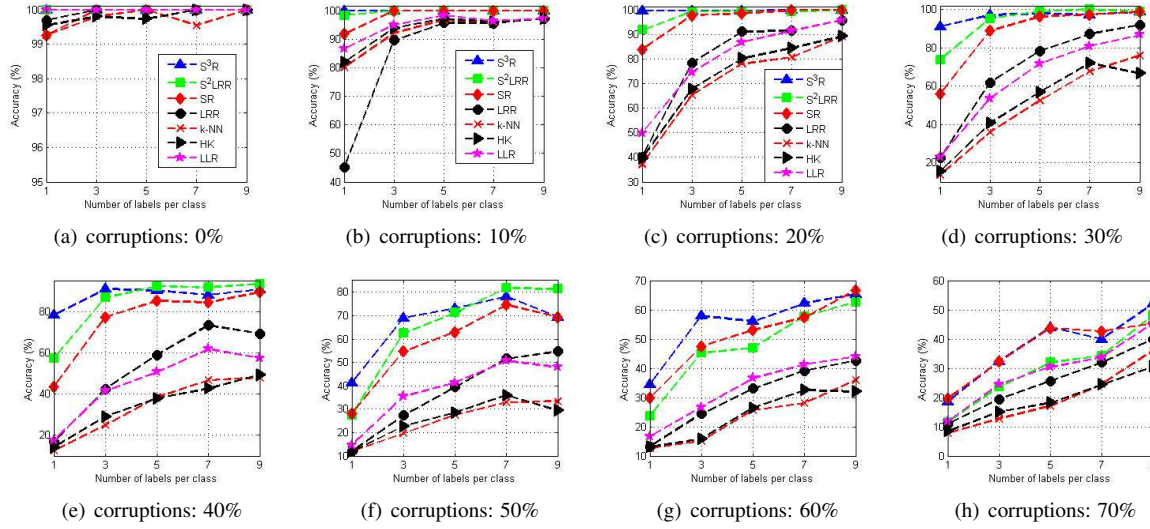 100
99
98
97
96
95
Accuracy (%)
S³R
S²LRR
SR
LRR
k-NN
HK
LLR
1 3 5 7 9
Number of labels per class
(a) corruptions: 0%
100
90
80
70
60
50
40
Accuracy (%)
S³R
S²LRR
SR
LRR
k-NN
HK
LLR
1 3 5 7 9
Number of labels per class
(b) corruptions: 10%
100
90
80
70
60
50
40
30
Accuracy (%)
S³R
S²LRR
SR
LRR
k-NN
HK
LLR
1 3 5 7 9
Number of labels per class
(c) corruptions: 20%
100
80
60
40
20
Accuracy (%)
1 3 5 7 9
Number of labels per class
(d) corruptions: 30%
80
60
40
20
Accuracy (%)
1 3 5 7 9
Number of labels per class
(e) corruptions: 40%
80
70
60
50
40
30
20
10
Accuracy (%)
1 3 5 7 9
Number of labels per class
(f) corruptions: 50%
70
60
50
40
30
20
10
Accuracy (%)
1 3 5 7 9
Number of labels per class
(g) corruptions: 60%
60
50
40
30
20
10
0
Accuracy (%)
1 3 5 7
Number of labels per class
(h) corruptions: 70%